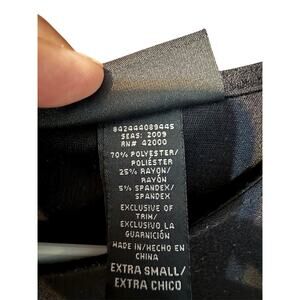 842444089445
SEAS: 2009
RN# 42000
70% POLYESTER/
POLIÉSTER
25% RAYON/
RAYÓN
5% SPANDEX/
SPANDEX
EXCLUSIVE OF
TRIM/
EXCLUSIVO LA
GUARNICIÓN
MADE IN/HECHO EN
CHINA
EXTRA SMALL/
EXTRA CHICO